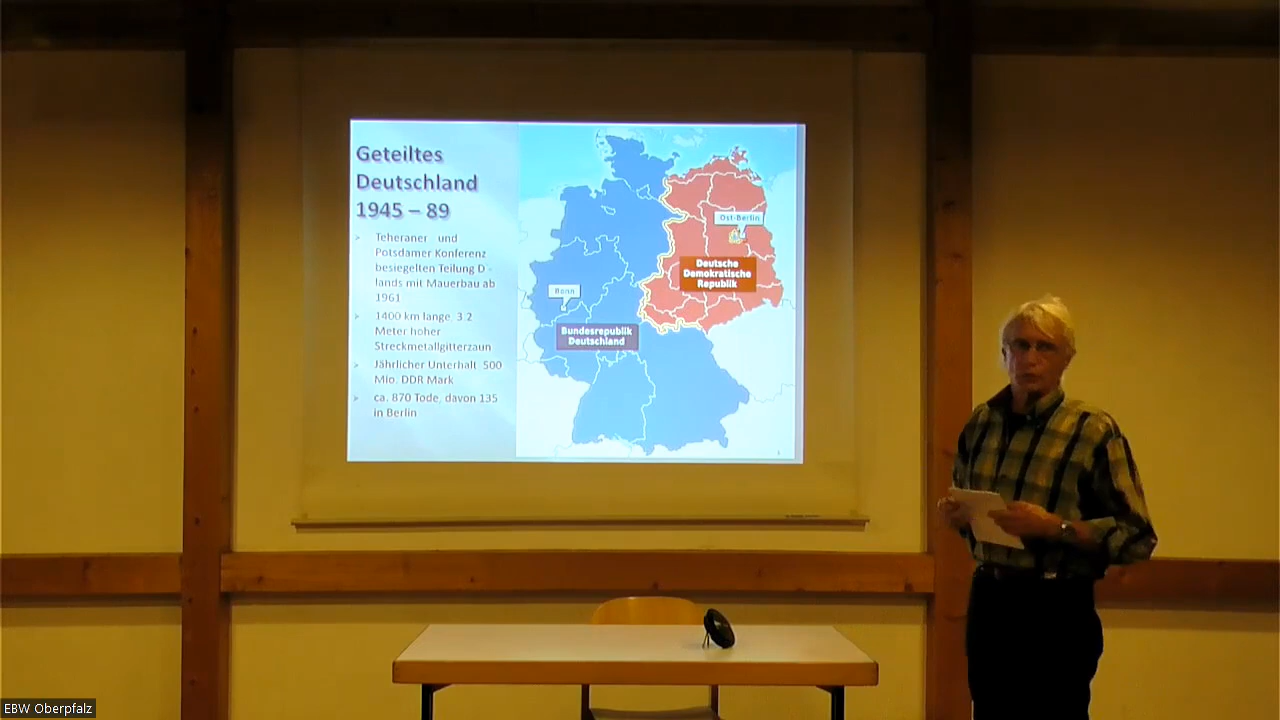 Geteiltes
Deutschland
1945 – 89
Teheraner und
Potsdamer Konferenz
besiegelten Teilung D -
lands mit Mauerbau ab
1961
1400 km lange, 3,2
Meter hoher
Streckmetallgitterzaun
Jährlicher Unterhalt 500
Mio. DDR Mark
ca. 870 Tode, davon 135
in Berlin
Ost-Berlin
Deutsche
Demokratische
Republik
Bonn
Bundesrepublik
Deutschland
EBW Oberpfalz